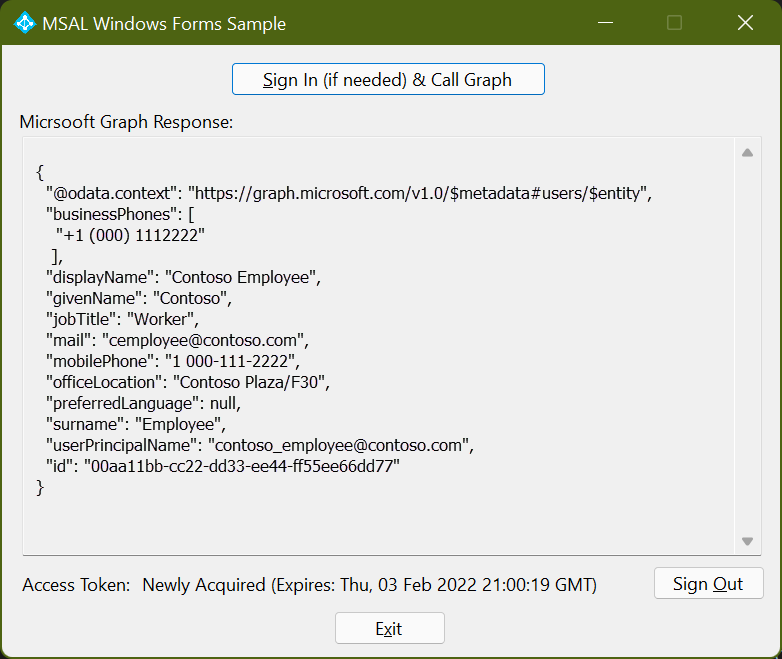 MSAL Windows Forms Sample
Sign In (if needed) & Call Graph
Micrsooft Graph Response:
{
"@odata.context": "https://graph.microsoft.com/v1.0/$metadata#users/$entity",
"businessPhones": [
"+1 (000) 1112222"
],
"displayName": "Contoso Employee",
"givenName": "Contoso",
"jobTitle": "Worker",
"mail": "cemployee@contoso.com",
"mobilePhone": "1 000-111-2222",
"officeLocation": "Contoso Plaza/F30",
"preferredLanguage": null,
"surname": "Employee",
"userPrincipalName": "contoso_employee@contoso.com",
"id": "00aa11bb-cc22-dd33-ee44-ff55ee66dd77"
}
Access Token: Newly Acquired (Expires: Thu, 03 Feb 2022 21:00:19 GMT)
Sign Out
Exit